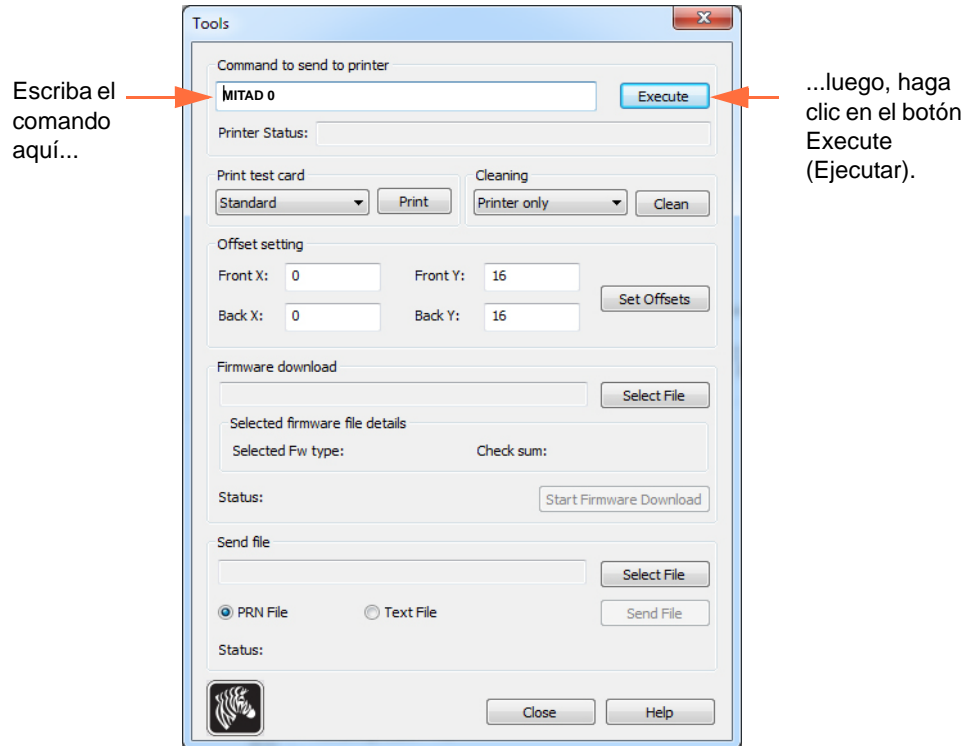 Tools
Command to send to printer
Escriba el
comando
aquí...
MITAD 0
Execute
...luego, haga
clic en el botón
Execute
(Ejecutar).
Printer Status:
Print test card
Standard
Print
Cleaning
Printer only
Clean
Offset setting
Front X: 0
Front Y: 16
Back X: 0
Back Y: 16
Set Offsets
Firmware download
Select File
Selected firmware file details
Selected Fw type:
Check sum:
Status:
Start Firmware Download
Send file
Select File
PRN File
Text File
Send File
Status:
Close
Help